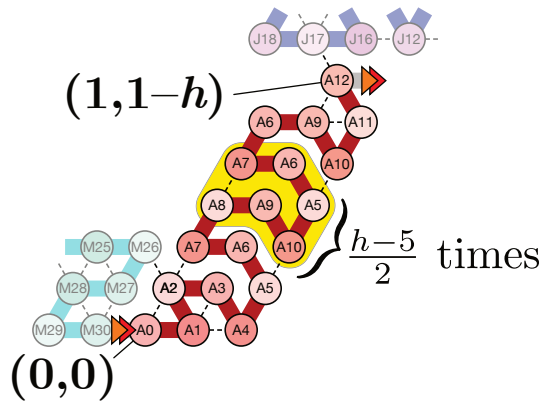 J18 J17 J16 J12
A12
(1,1−h)
A6 A9 A11
A7 A6 A10
A8 A9 A5
A7 A6 A10
h−5
2
times
M25 M26
M28 M27 A2 A3 A5
M29 M30 A0 A1 A4
(0,0)